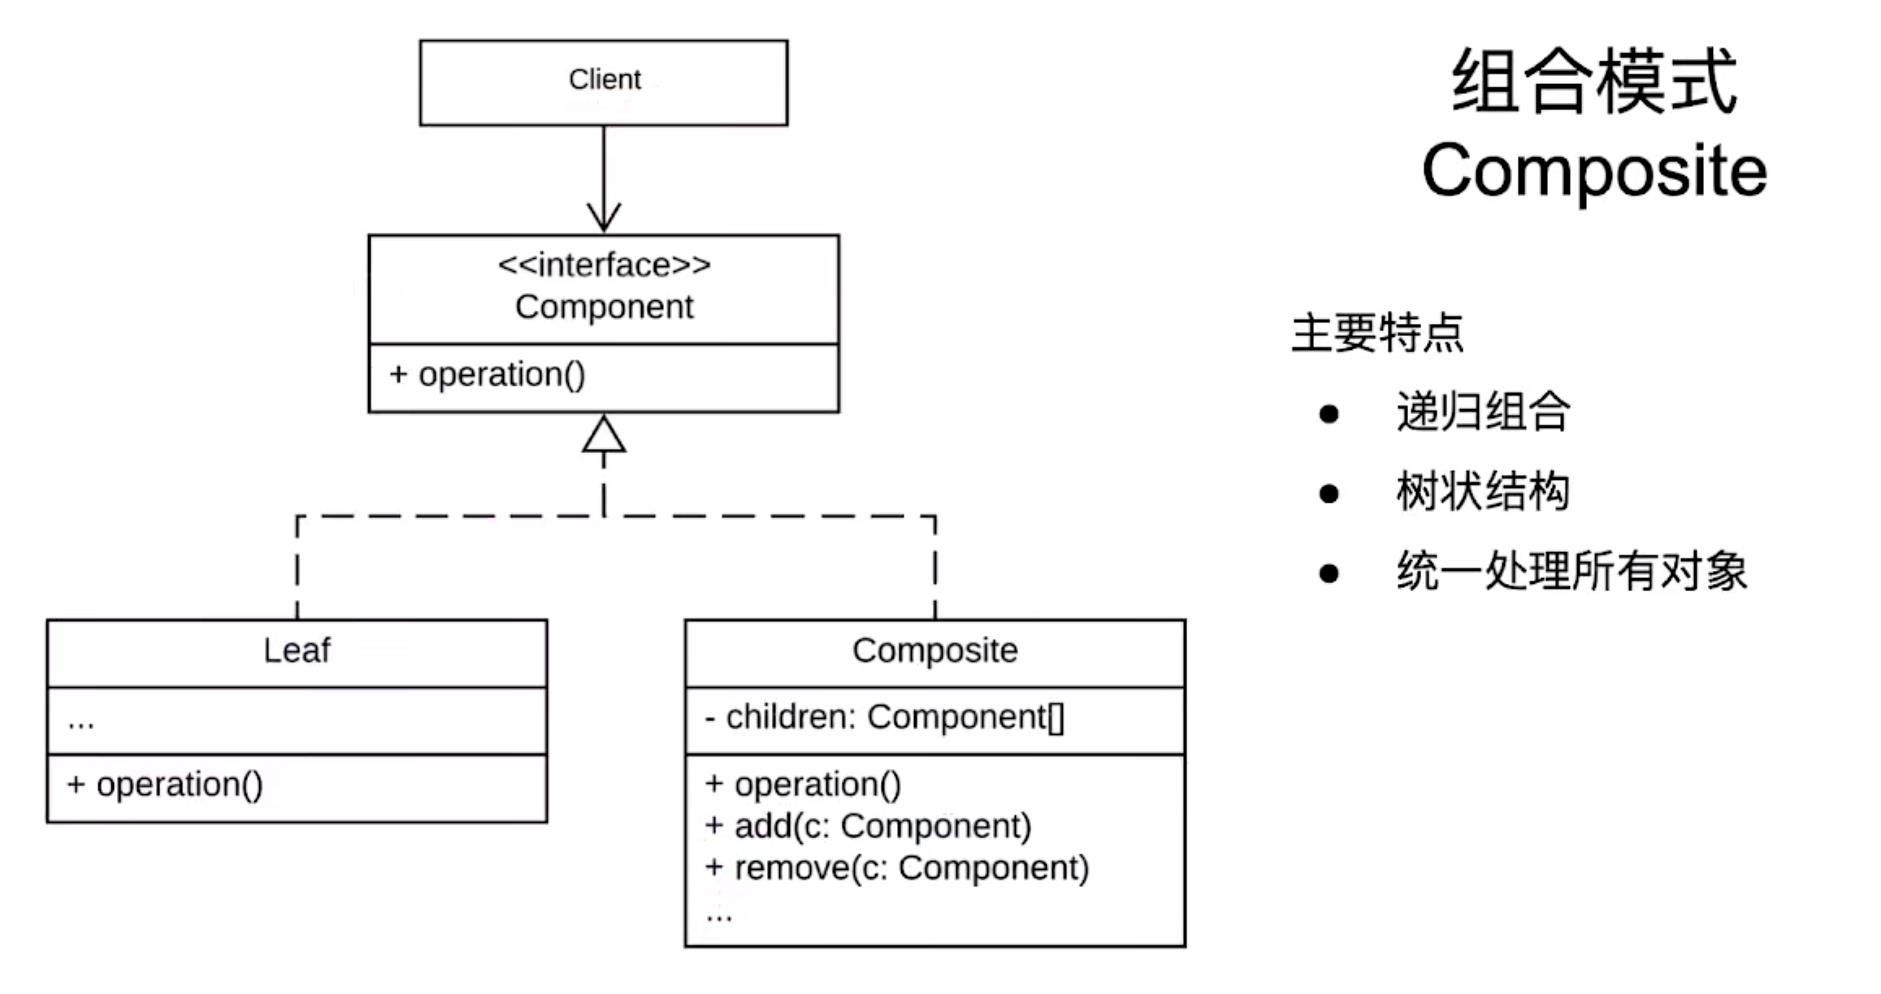 Client
<<interface>>
Component
+ operation()
Leaf
...
+ operation()
Composite
- children: Component[]
+ operation()
+ add(c: Component)
+ remove(c: Component)
...
组合模式
Composite
主要特点
● 递归组合
● 树状结构
● 统一处理所有对象